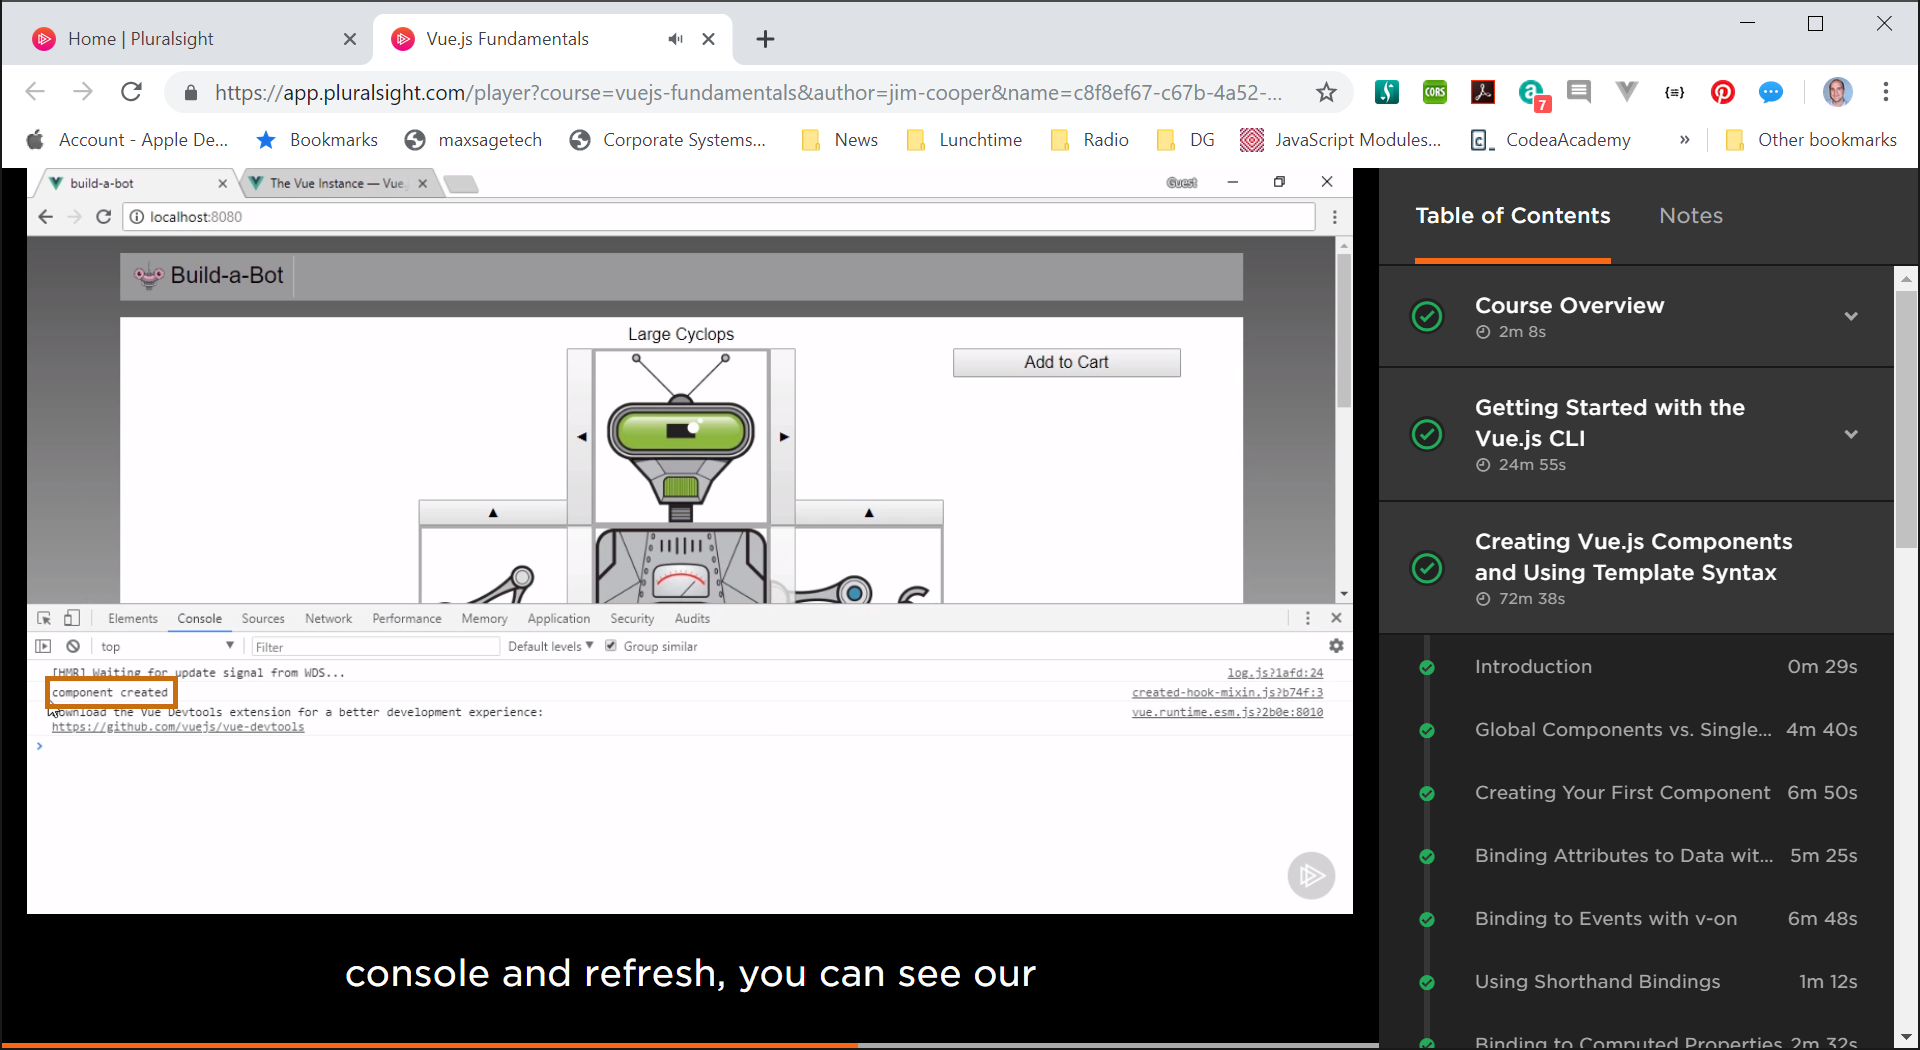 Home | Pluralsight
Vue.js Fundamentals
https://app.pluralsight.com/player?course=vuejs-fundamentals&author=jim-cooper&name=c8f8ef67-c67b-4a52-...
CORS
7
Account - Apple De...
Bookmarks
maxsagetech
Corporate Systems...
News
Lunchtime
Radio
DG
JavaScript Modules...
CodeaAcademy
»
Other bookmarks
build-a-bot
The Vue Instance — Vue.
Guest
localhost:8080
Build-a-Bot
Large Cyclops
Add to Cart
Elements Console Sources Network Performance Memory Application Security Audits
top
Filter
Default levels
Group similar
[HMR] Waiting for update signal from WDS...
log.js?1afd:24
component created
created-hook-mixin.js?b74f:3
Download the Vue Devtools extension for a better development experience:
vue.runtime.esm.js?2b0e:8010
https://github.com/vuejs/vue-devtools
console and refresh, you can see our
Table of Contents
Notes
Course Overview
2m 8s
Getting Started with the
Vue.js CLI
24m 55s
Creating Vue.js Components
and Using Template Syntax
72m 38s
Introduction 0m 29s
Global Components vs. Single... 4m 40s
Creating Your First Component 6m 50s
Binding Attributes to Data wit... 5m 25s
Binding to Events with v-on 6m 48s
Using Shorthand Bindings 1m 12s
Binding to Computed Properties 2m 32s